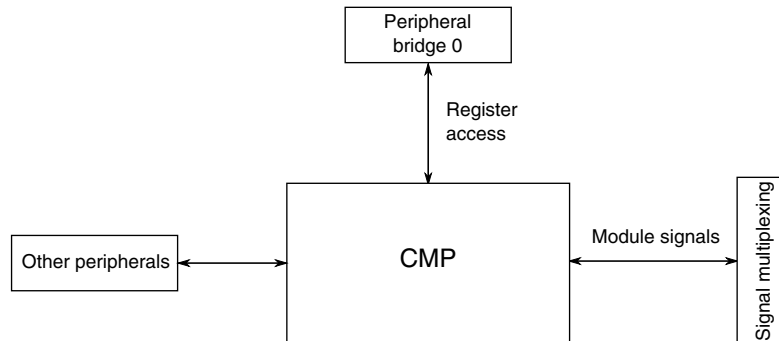 Peripheral
bridge 0
Register
access
Other peripherals
CMP
Module signals
Signal multiplexing